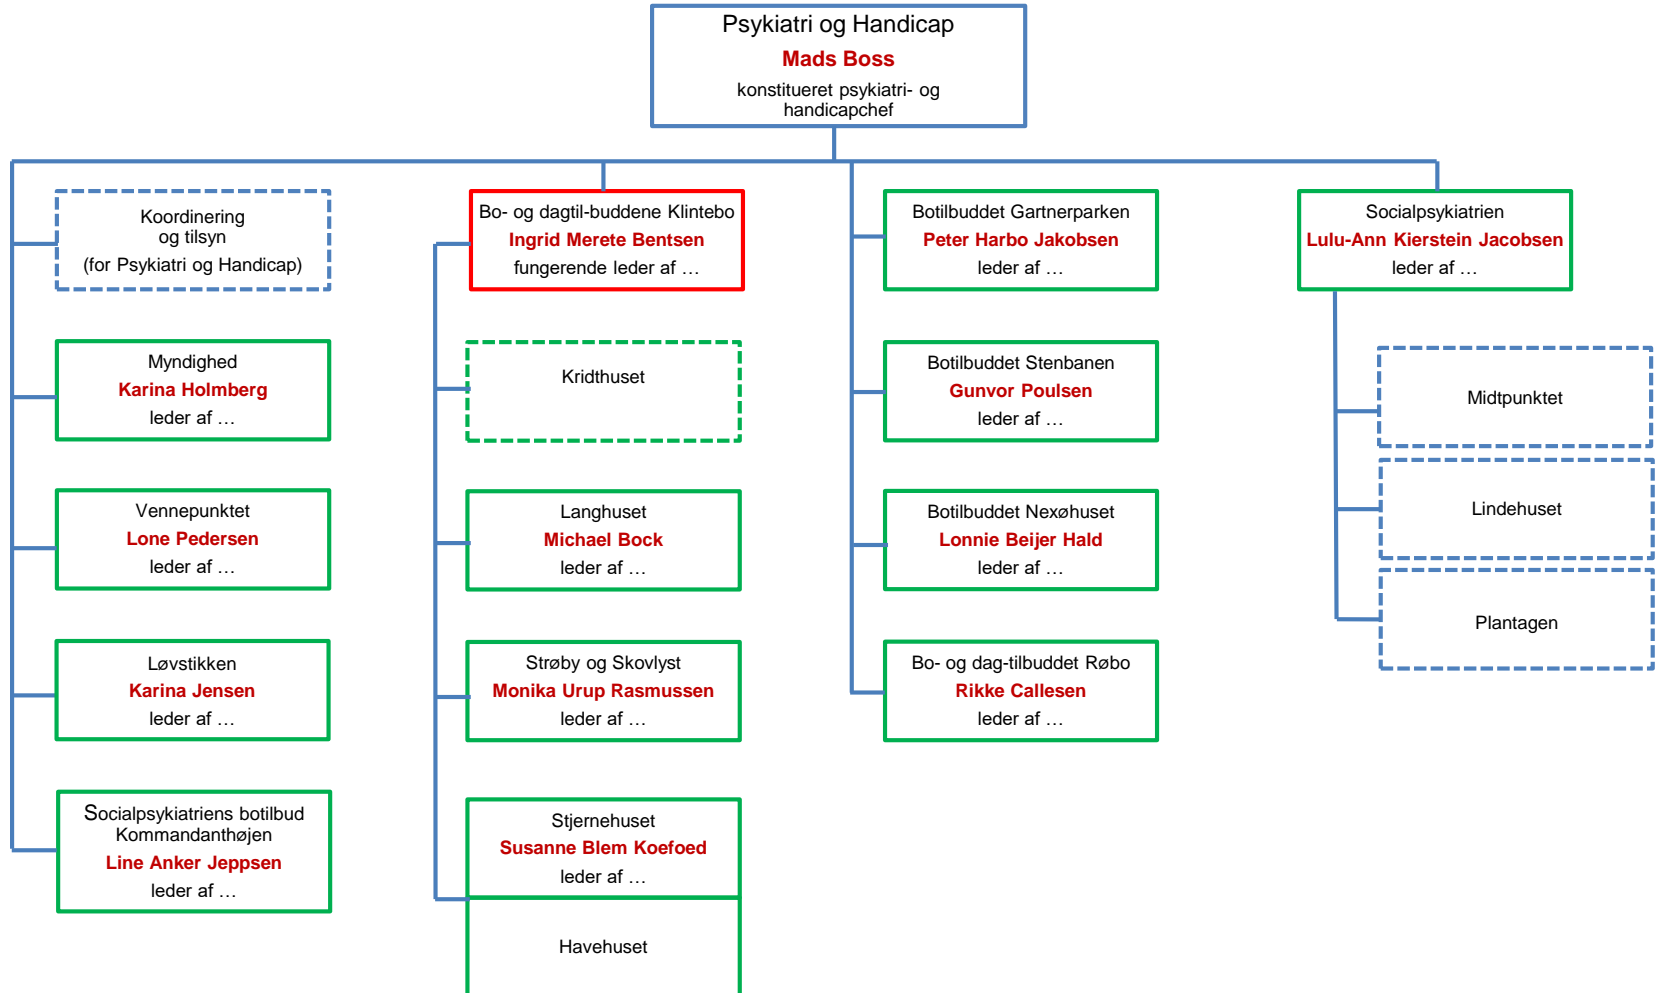 Psykiatri og Handicap
Mads Boss
konstitueret psykiatri- og
handicapchef
Koordinering
og tilsyn
(for Psykiatri og Handicap)
Myndighed
Karina Holmberg
leder af …
Vennepunktet
Lone Pedersen
leder af …
Løvstikken
Karina Jensen
leder af …
Socialpsykiatriens botilbud
Kommandanthøjen
Line Anker Jeppsen
leder af …
Bo- og dagtil-buddene Klintebo
Ingrid Merete Bentsen
fungerende leder af …
Kridthuset
Langhuset
Michael Bock
leder af …
Strøby og Skovlyst
Monika Urup Rasmussen
leder af …
Stjernehuset
Susanne Blem Koefoed
leder af …
Havehuset
Botilbuddet Gartnerparken
Peter Harbo Jakobsen
leder af …
Botilbuddet Stenbanen
Gunvor Poulsen
leder af …
Botilbuddet Nexøhuset
Lonnie Beijer Hald
leder af …
Bo- og dag-tilbuddet Røbo
Rikke Callesen
leder af …
Socialpsykiatrien
Lulu-Ann Kierstein Jacobsen
leder af …
Midtpunktet
Lindehuset
Plantagen